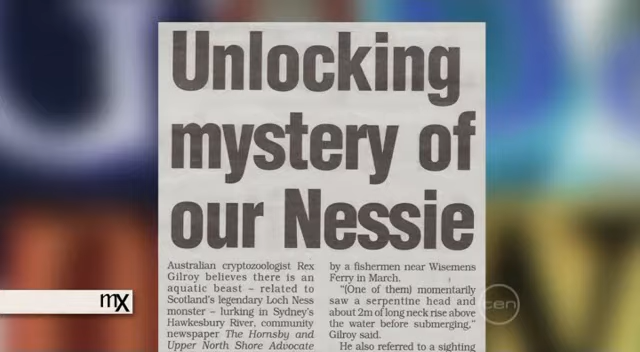 Unlocking
mystery of
our Nessie
Australian cryptozoologist Rex
Gilroy believes there is an
aquatic beast – related to
Scotland's legendary Loch Ness
monster – lurking in Sydney's
Hawkesbury River, community
newspaper The Hornsby and
Upper North Shore Advocate
by a fishermen near Wisemens
Ferry in March.
"(One of them) momentarily
saw a serpentine head and
about 2m of long neck rise above
the water before submerging,"
Gilroy said.
He also referred to a sighting
mX
ten